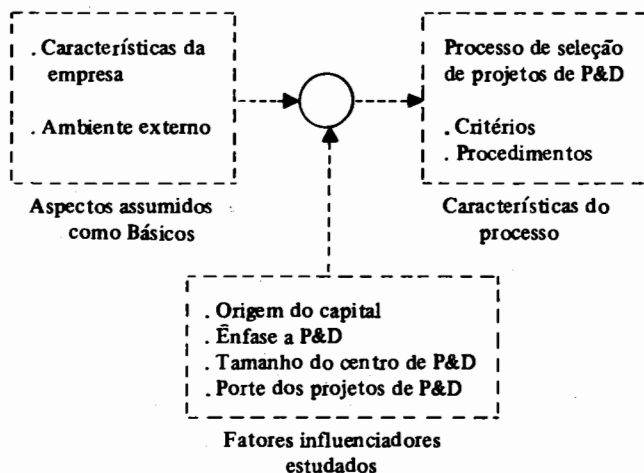 . Características da
empresa
. Ambiente externo
Aspectos assumidos
como Básicos
Processo de seleção
de projetos de P&D
. Critérios
. Procedimentos
Características do
processo
. Origem do capital
. Ênfase a P&D
. Tamanho do centro de P&D
. Porte dos projetos de P&D
Fatores influenciadores
estudados